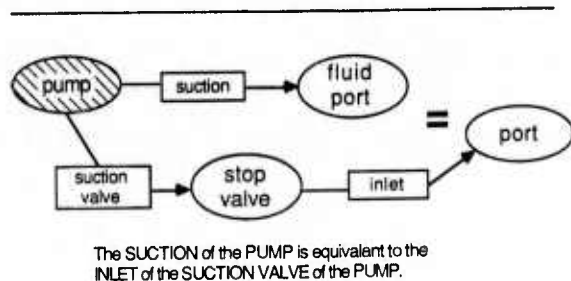 pump
suction
fluid
port
=
port
suction
valve
stop
valve
inlet
The SUCTION of the PUMP is equivalent to the
INLET of the SUCTION VALVE of the PUMP.